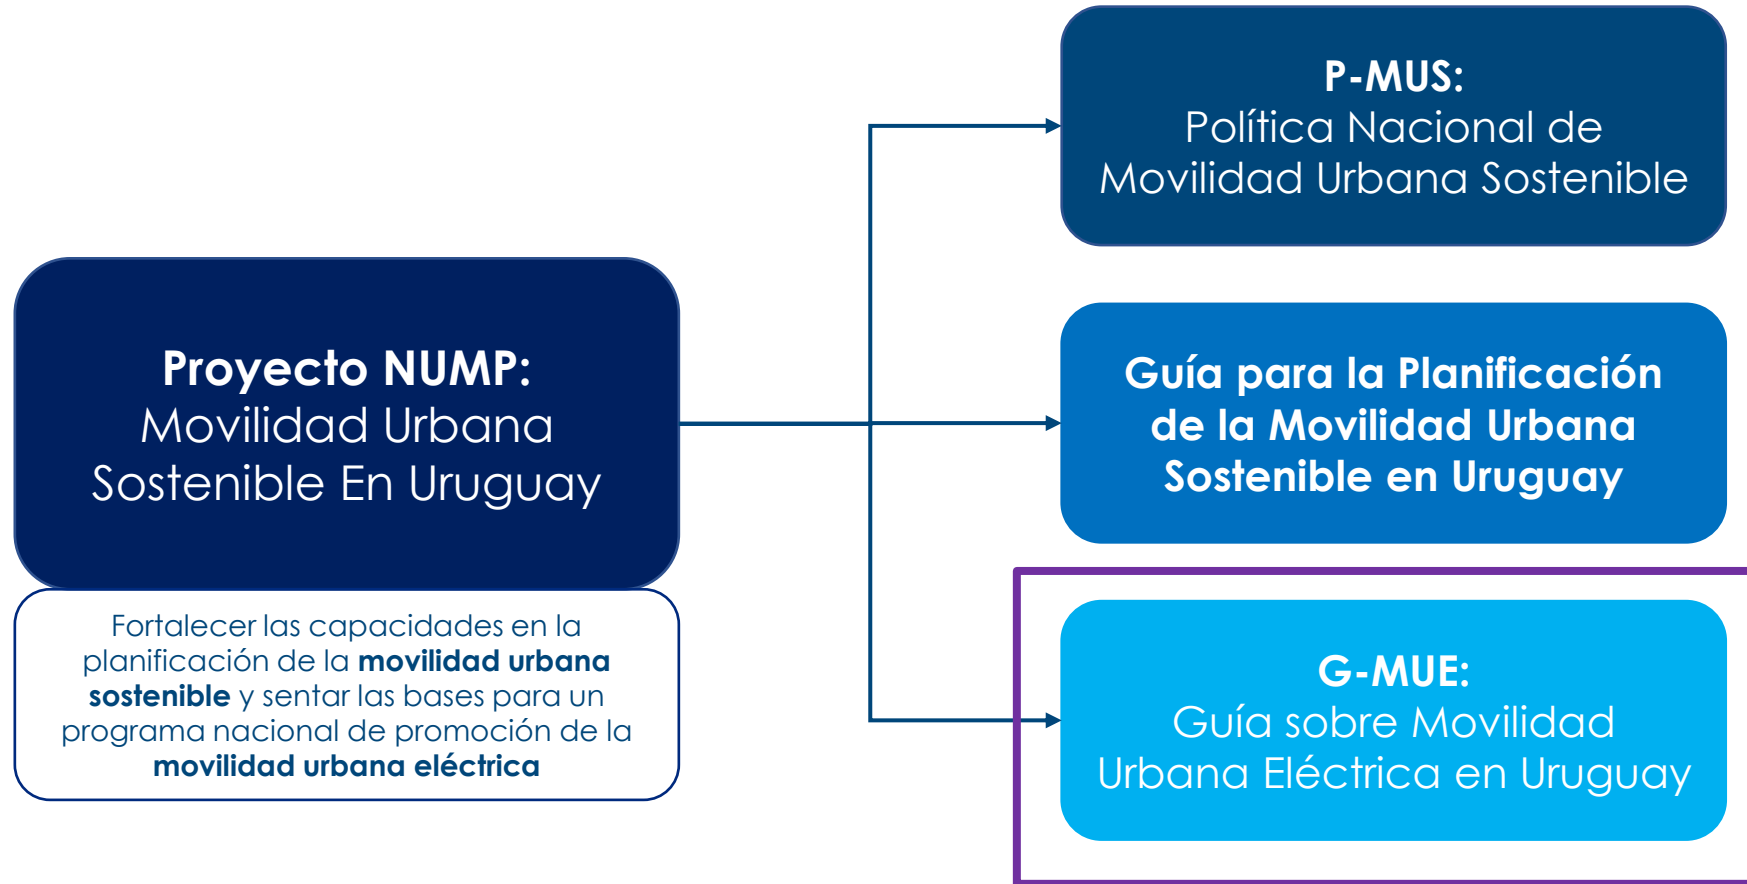 Proyecto NUMP:
Movilidad Urbana
Sostenible En Uruguay
Fortalecer las capacidades en la
planificación de la movilidad urbana
sostenible y sentar las bases para un
programa nacional de promoción de la
movilidad urbana eléctrica
P-MUS:
Política Nacional de
Movilidad Urbana Sostenible
Guía para la Planificación
de la Movilidad Urbana
Sostenible en Uruguay
G-MUE:
Guía sobre Movilidad
Urbana Eléctrica en Uruguay